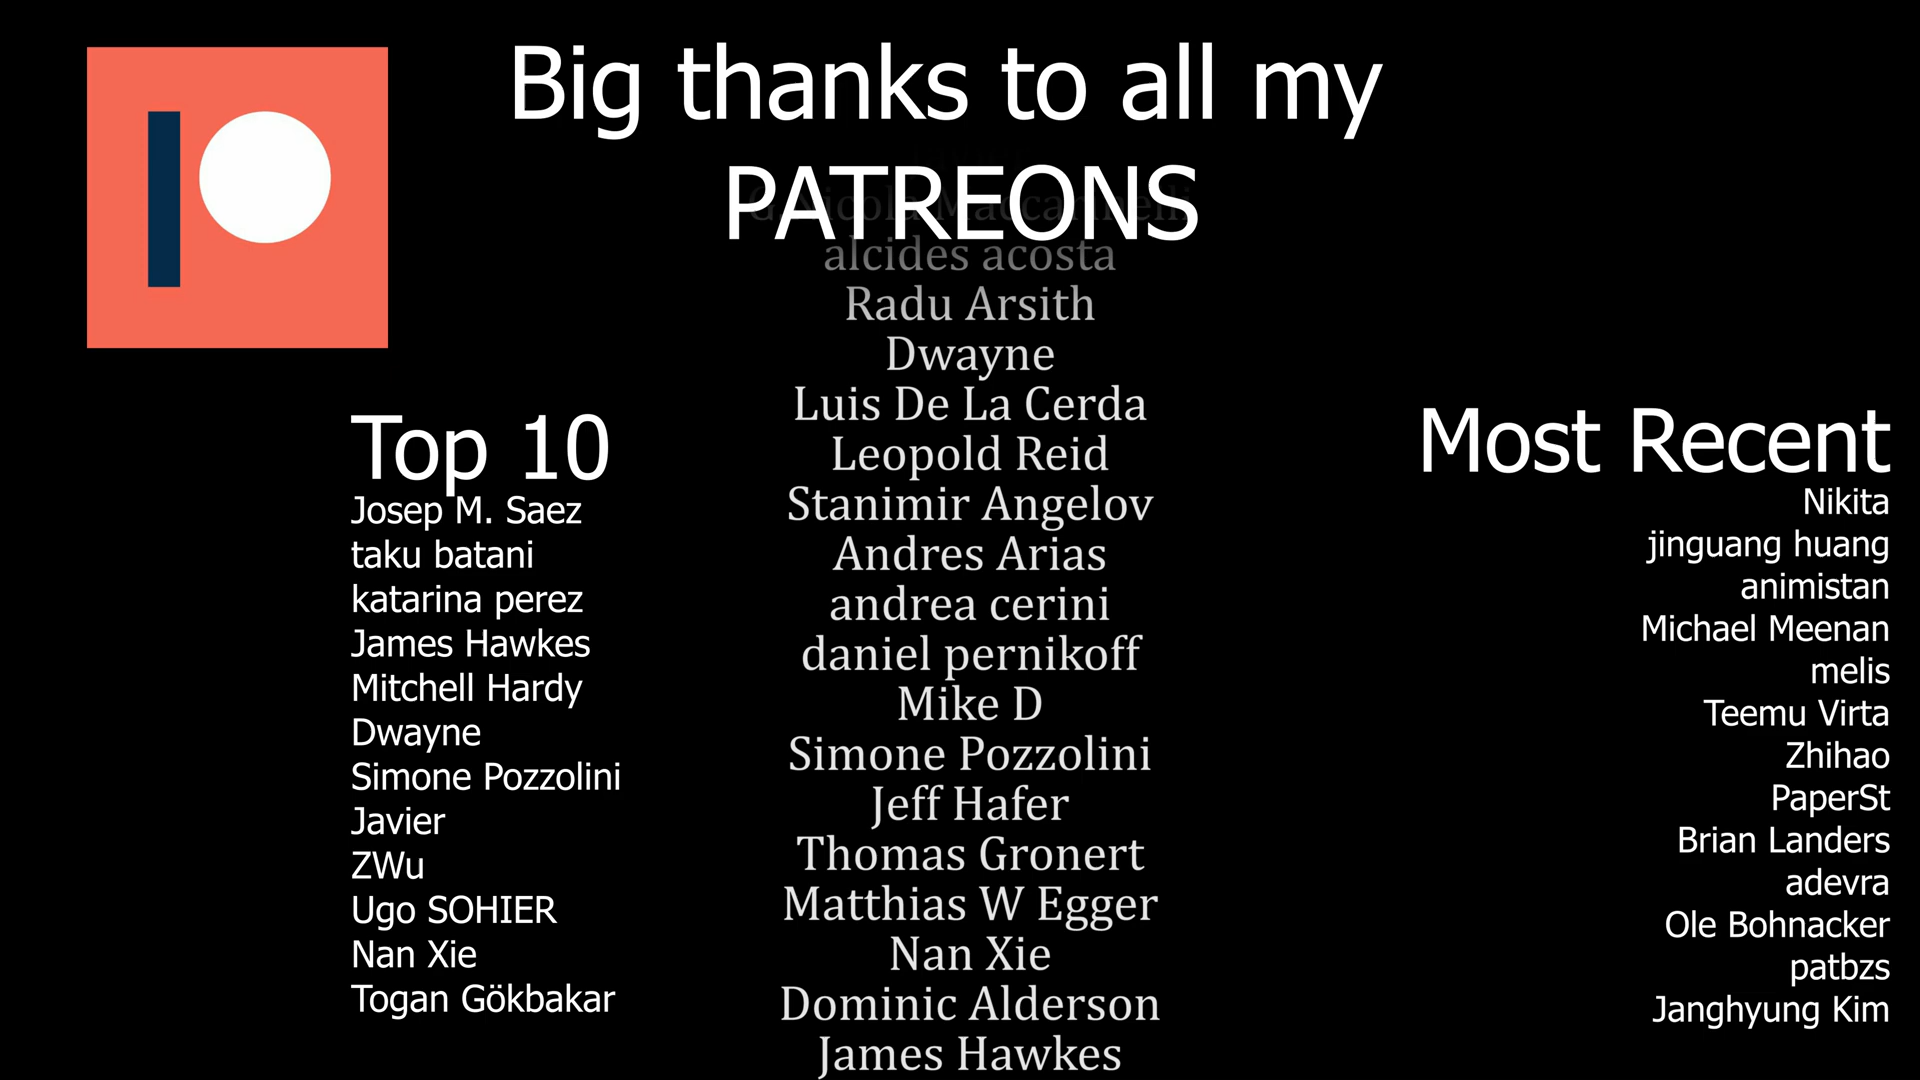 Big thanks to all my
PATREONS
alcides acosta
Radu Arsith
Dwayne
Luis De La Cerda
Leopold Reid
Stanimir Angelov
Andres Arias
andrea cerini
daniel pernikoff
Mike D
Simone Pozzolini
Jeff Hafer
Thomas Gronert
Matthias W Egger
Nan Xie
Dominic Alderson
James Hawkes
Top 10
Josep M. Saez
taku batani
katarina perez
James Hawkes
Mitchell Hardy
Dwayne
Simone Pozzolini
Javier
ZWu
Ugo SOHIER
Nan Xie
Togan Gökbakar
Most Recent
Nikita
jinguang huang
animistan
Michael Meenan
melis
Teemu Virta
Zhihao
PaperSt
Brian Landers
adevra
Ole Bohnacker
patbzs
Janghyung Kim